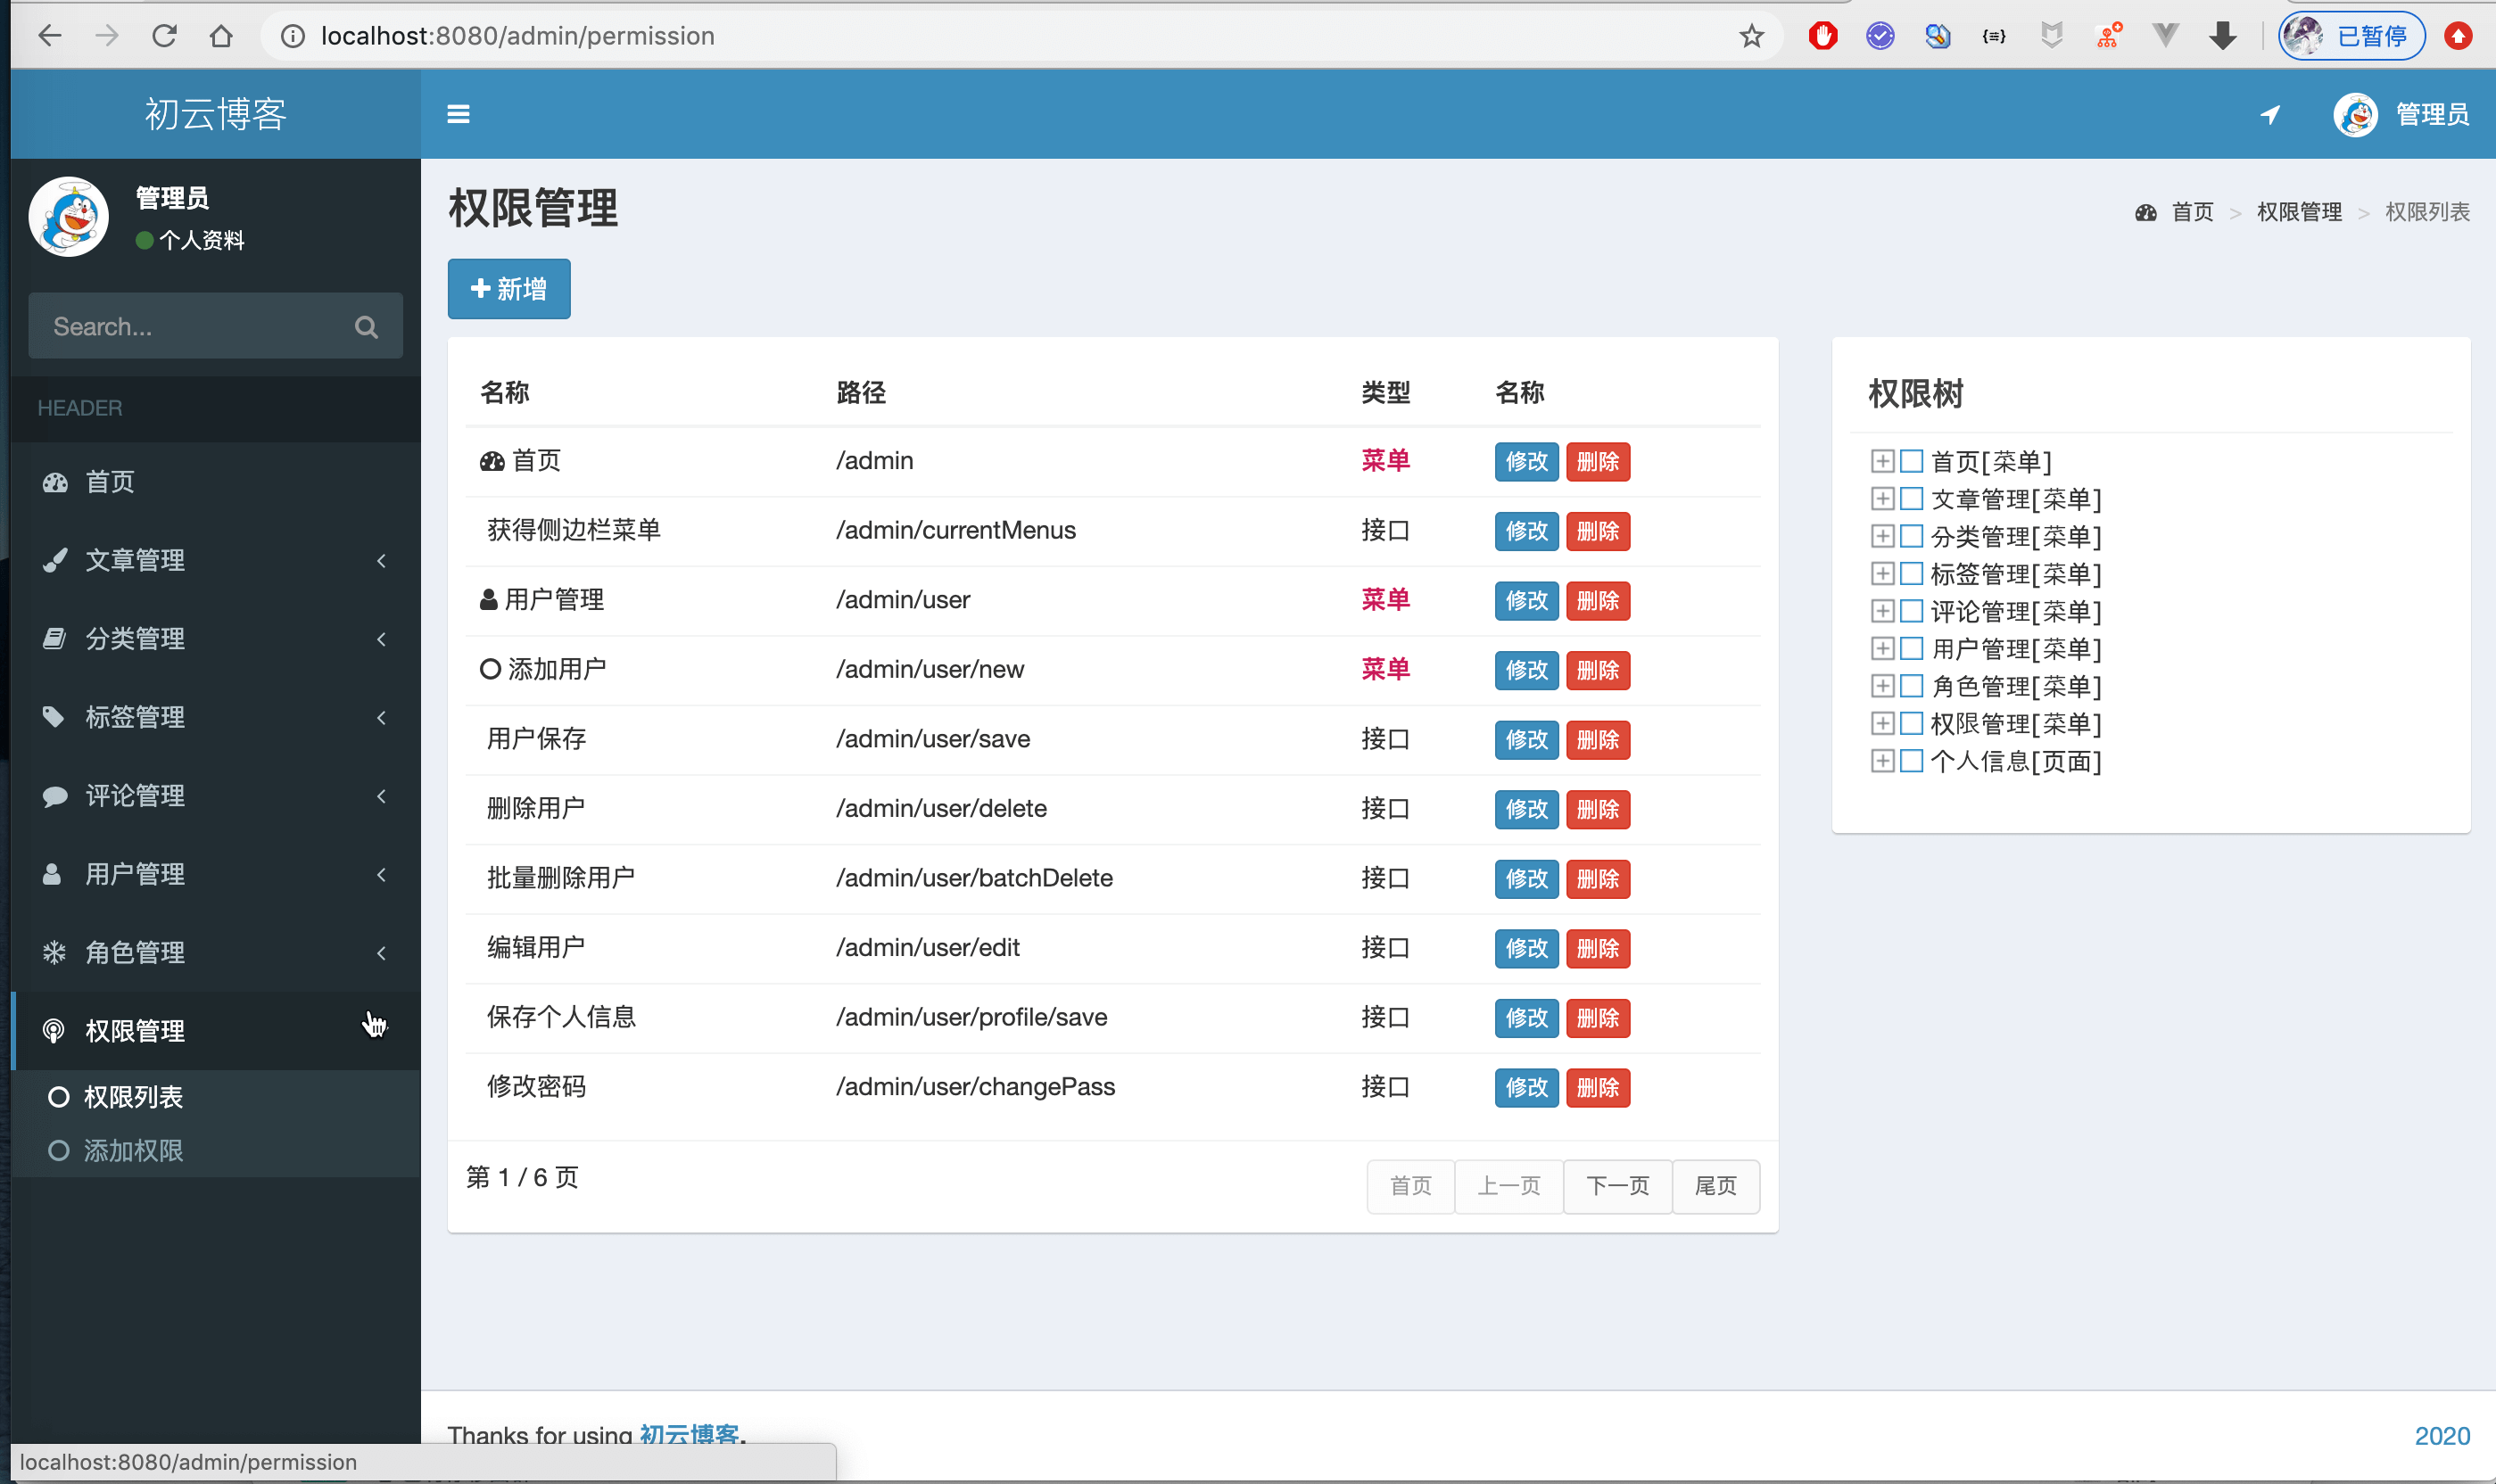 localhost:8080/admin/permission
已暂停
初云博客
管理员
管理员
个人资料
Search...
HEADER
首页
文章管理
分类管理
标签管理
评论管理
用户管理
角色管理
权限管理
权限列表
添加权限
权限管理
首页 > 权限管理 > 权限列表
新增
名称 路径 类型 名称
首页 /admin 菜单 修改 删除
获得侧边栏菜单 /admin/currentMenus 接口 修改 删除
用户管理 /admin/user 菜单 修改 删除
添加用户 /admin/user/new 菜单 修改 删除
用户保存 /admin/user/save 接口 修改 删除
删除用户 /admin/user/delete 接口 修改 删除
批量删除用户 /admin/user/batchDelete 接口 修改 删除
编辑用户 /admin/user/edit 接口 修改 删除
保存个人信息 /admin/user/profile/save 接口 修改 删除
修改密码 /admin/user/changePass 接口 修改 删除
第 1 / 6 页
首页 上一页 下一页 尾页
权限树
首页[菜单]
文章管理[菜单]
分类管理[菜单]
标签管理[菜单]
评论管理[菜单]
用户管理[菜单]
角色管理[菜单]
权限管理[菜单]
个人信息[页面]
Thanks for using 初云博客.
2020
localhost:8080/admin/permission